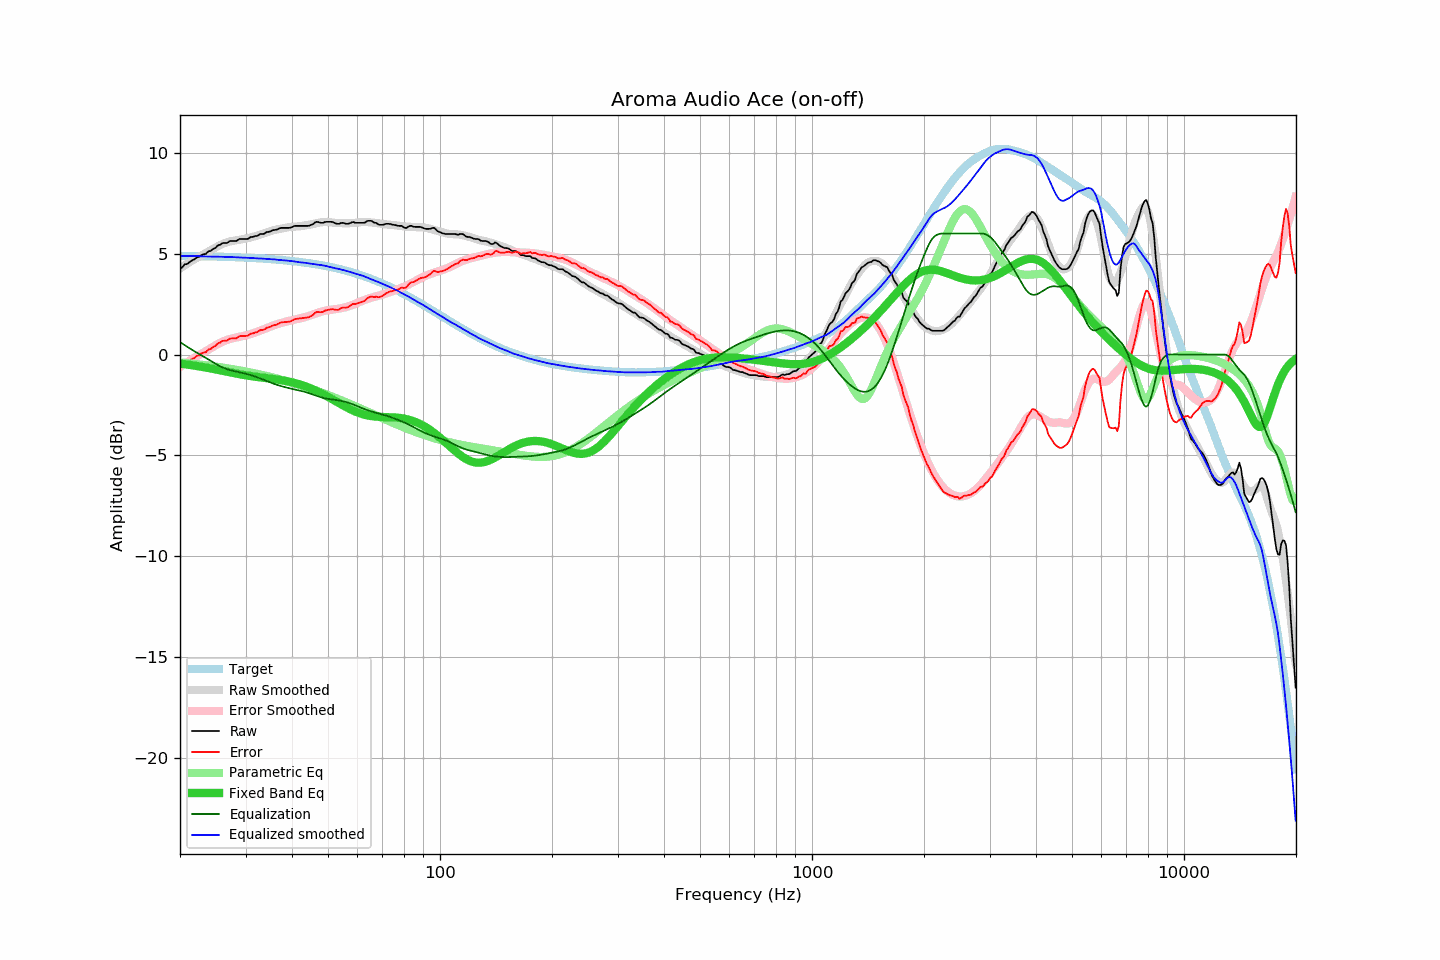 Aroma Audio Ace (on-off)
Amplitude (dBr)
10
5
0
−5
−10
−15
−20
Target
Raw Smoothed
Error Smoothed
Raw
Error
Parametric Eq
Fixed Band Eq
Equalization
Equalized smoothed
100
1000
10000
Frequency (Hz)